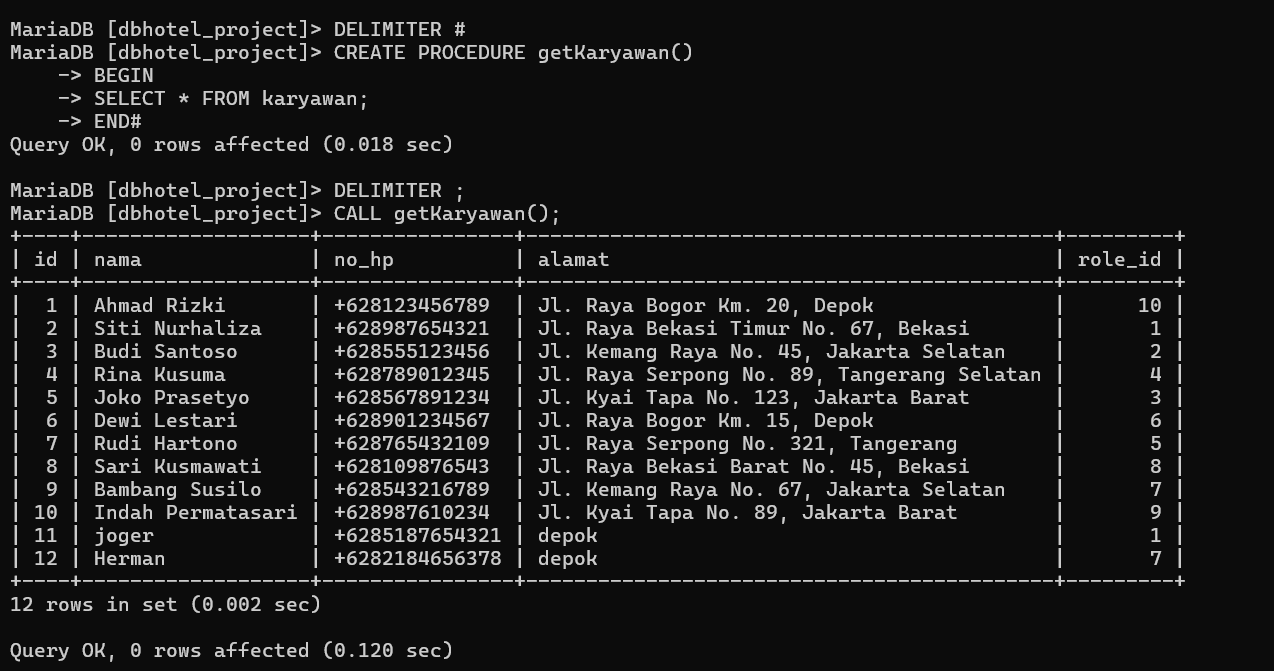 MariaDB [dbhotel_project]> DELIMITER #
MariaDB [dbhotel_project]> CREATE PROCEDURE getKaryawan()
    -> BEGIN
    -> SELECT * FROM karyawan;
    -> END#
Query OK, 0 rows affected (0.018 sec)

MariaDB [dbhotel_project]> DELIMITER ;
MariaDB [dbhotel_project]> CALL getKaryawan();
+----+-------------------+----------------+--------------------------------------------+---------+
| id | nama              | no_hp          | alamat                                     | role_id |
+----+-------------------+----------------+--------------------------------------------+---------+
|  1 | Ahmad Rizki       | +628123456789  | Jl. Raya Bogor Km. 20, Depok               |      10 |
|  2 | Siti Nurhaliza    | +628987654321  | Jl. Raya Bekasi Timur No. 67, Bekasi       |       1 |
|  3 | Budi Santoso      | +628555123456  | Jl. Kemang Raya No. 45, Jakarta Selatan    |       2 |
|  4 | Rina Kusuma       | +628789012345  | Jl. Raya Serpong No. 89, Tangerang Selatan |       4 |
|  5 | Joko Prasetyo     | +628567891234  | Jl. Kyai Tapa No. 123, Jakarta Barat       |       3 |
|  6 | Dewi Lestari      | +628901234567  | Jl. Raya Bogor Km. 15, Depok               |       6 |
|  7 | Rudi Hartono      | +628765432109  | Jl. Raya Serpong No. 321, Tangerang        |       5 |
|  8 | Sari Kusmawati    | +628109876543  | Jl. Raya Bekasi Barat No. 45, Bekasi       |       8 |
|  9 | Bambang Susilo    | +628543216789  | Jl. Kemang Raya No. 67, Jakarta Selatan    |       7 |
| 10 | Indah Permatasari | +628987610234  | Jl. Kyai Tapa No. 89, Jakarta Barat        |       9 |
| 11 | joger             | +6285187654321 | depok                                      |       1 |
| 12 | Herman            | +6282184656378 | depok                                      |       7 |
+----+-------------------+----------------+--------------------------------------------+---------+
12 rows in set (0.002 sec)

Query OK, 0 rows affected (0.120 sec)